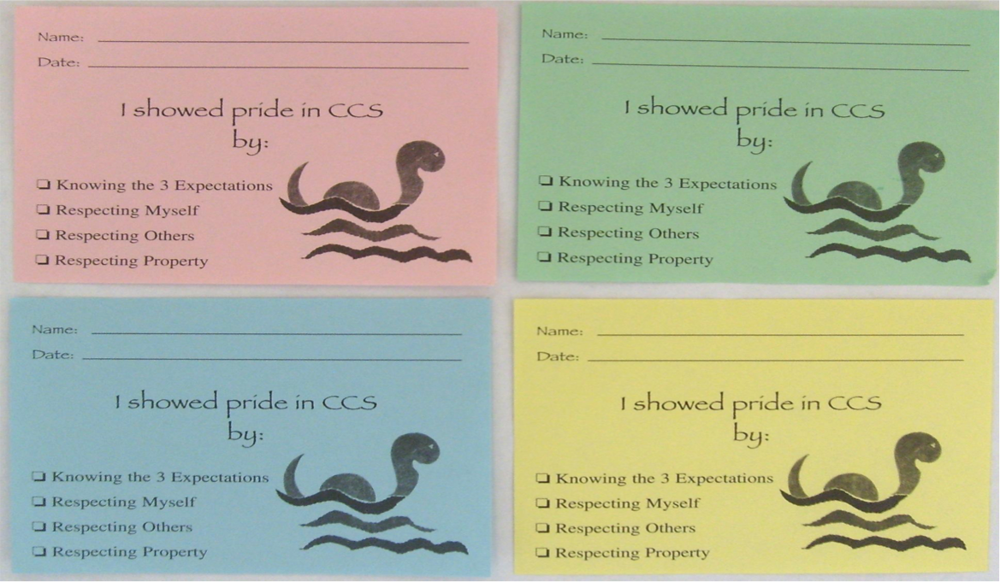 Name:
Date:
I showed pride in CCS
by:
❏ Knowing the 3 Expectations
❏ Respecting Myself
❏ Respecting Others
❏ Respecting Property
Name:
Date:
I showed pride in CCS
by:
❏ Knowing the 3 Expectations
❏ Respecting Myself
❏ Respecting Others
❏ Respecting Property
Name:
Date:
I showed pride in CCS
by:
❏ Knowing the 3 Expectations
❏ Respecting Myself
❏ Respecting Others
❏ Respecting Property
Name:
Date:
I showed pride in CCS
by:
❏ Knowing the 3 Expectations
❏ Respecting Myself
❏ Respecting Others
❏ Respecting Property